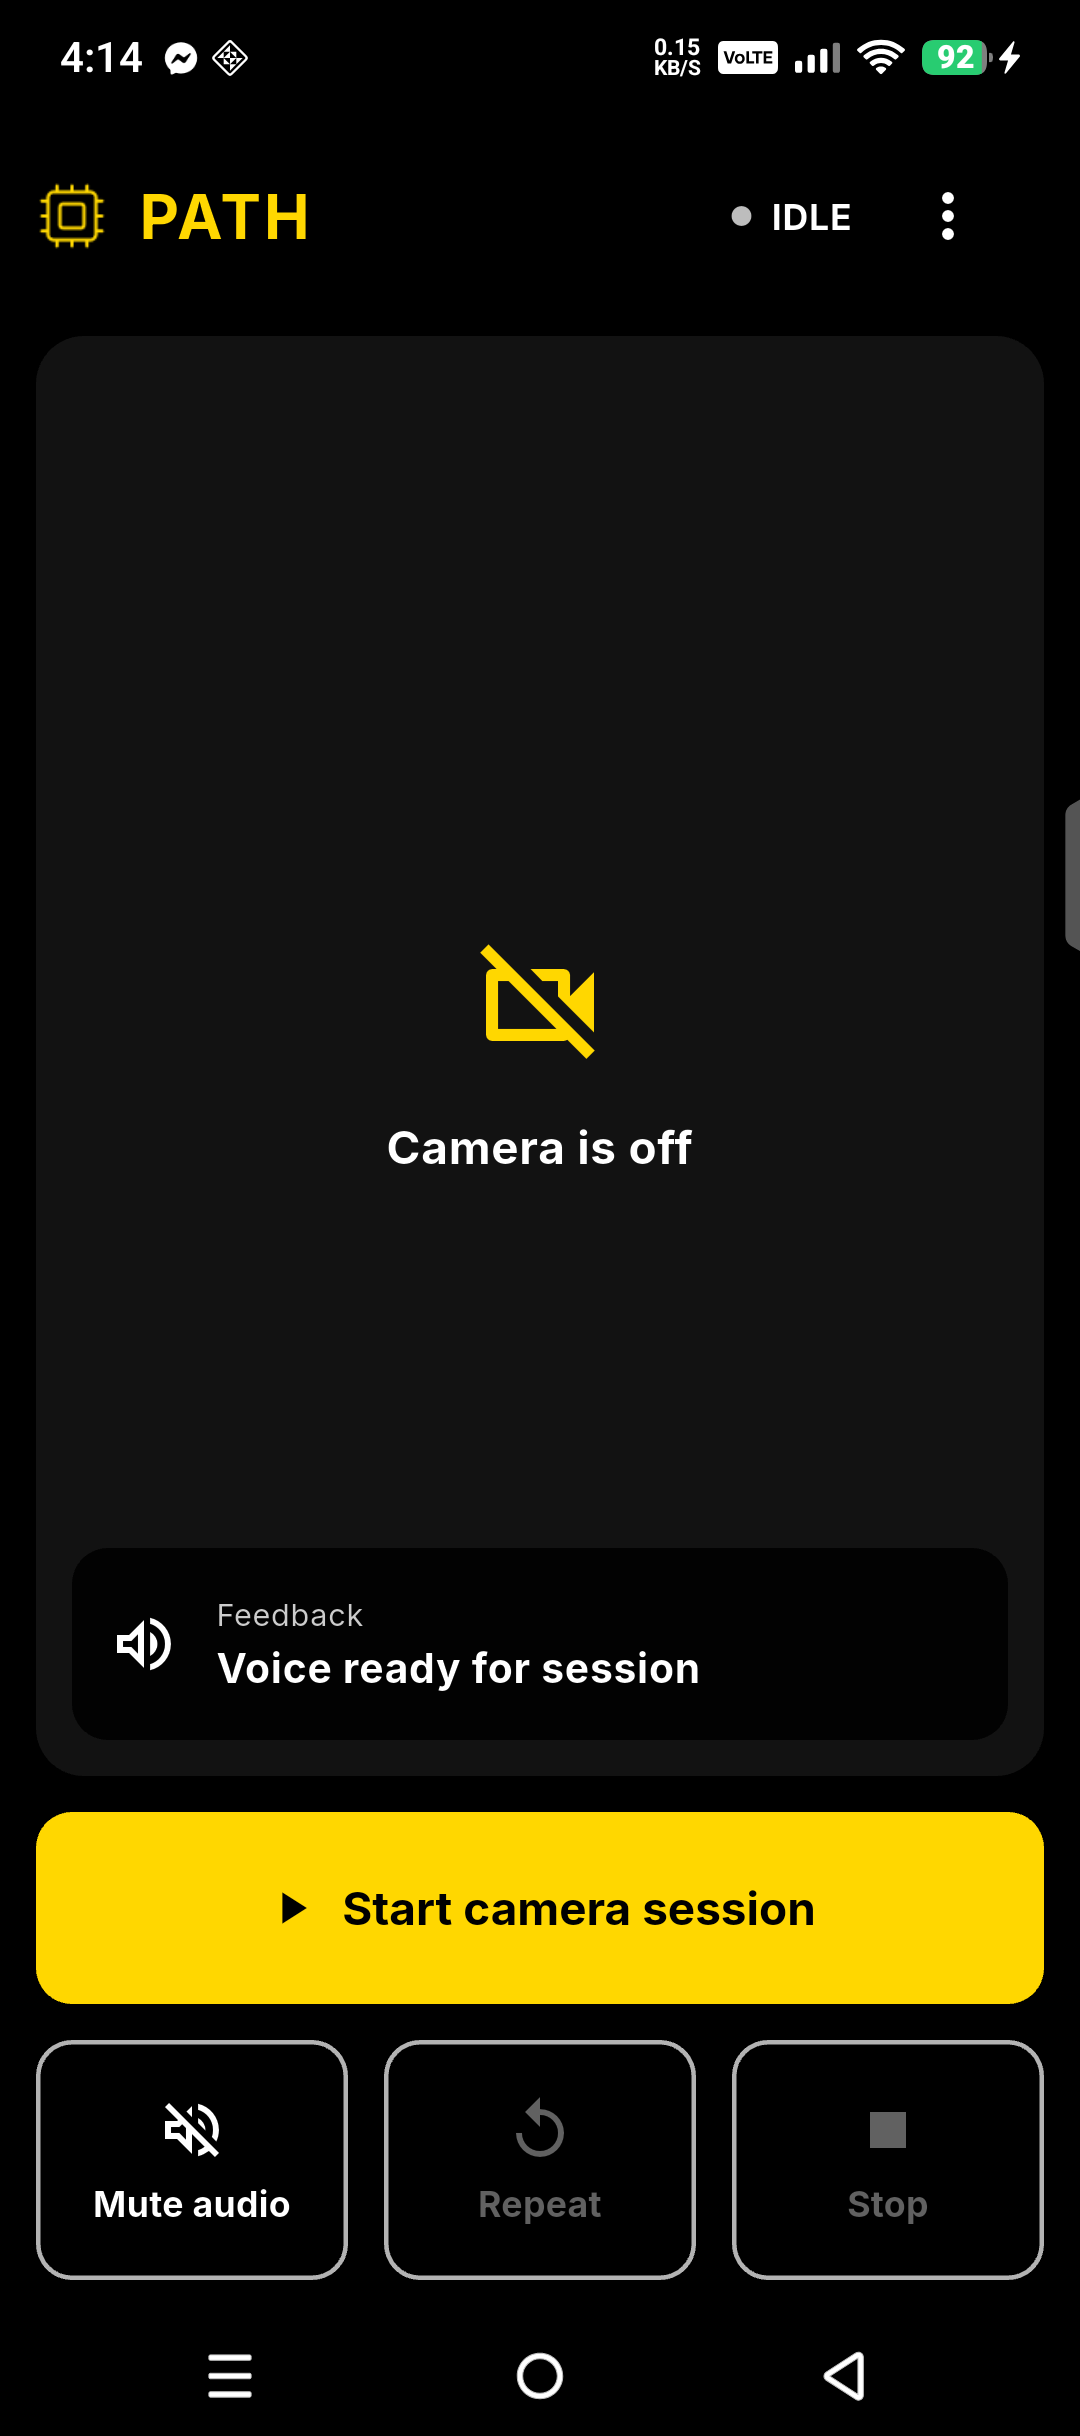 4:14
0.15
KB/S
VoLTE
92
PATH
IDLE
Camera is off
Feedback
Voice ready for session
Start camera session
Mute audio
Repeat
Stop